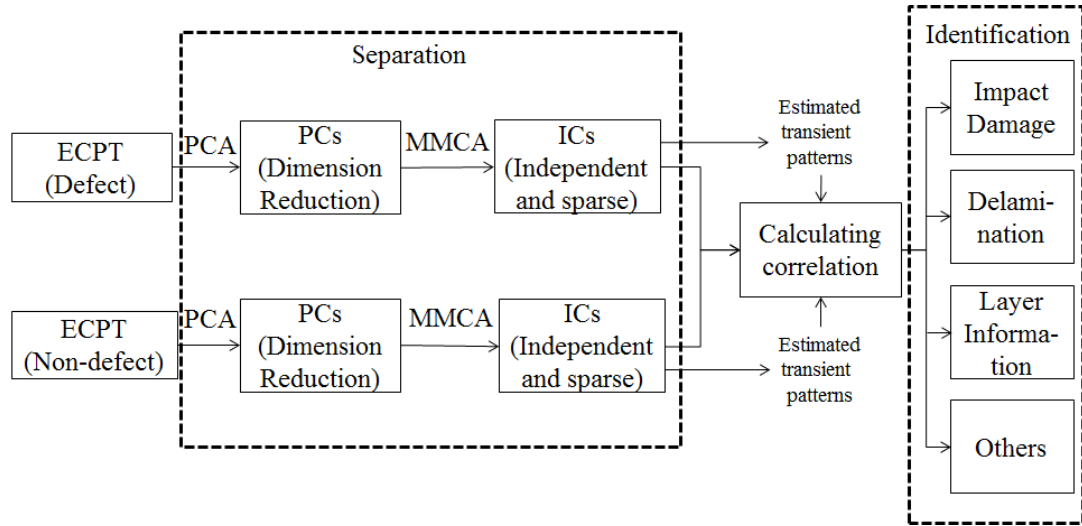 Separation
ECPT
(Defect)
PCA
PCs
(Dimension
Reduction)
MMCA
ICs
(Independent
and sparse)
Estimated
transient
patterns
ECPT
(Non-defect)
PCA
PCs
(Dimension
Reduction)
MMCA
ICs
(Independent
and sparse)
Estimated
transient
patterns
Calculating
correlation
Identification
Impact
Damage
Delami-
nation
Layer
Informa-
tion
Others